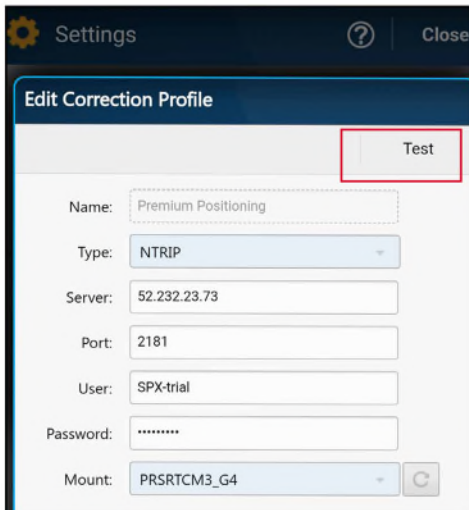 Settings ? Close
Edit Correction Profile
Test
Name: Premium Positioning
Type: NTRIP
Server: 52.232.23.73
Port: 2181
User: SPX-trial
Password: •••••••••
Mount: PRSRTCM3_G4